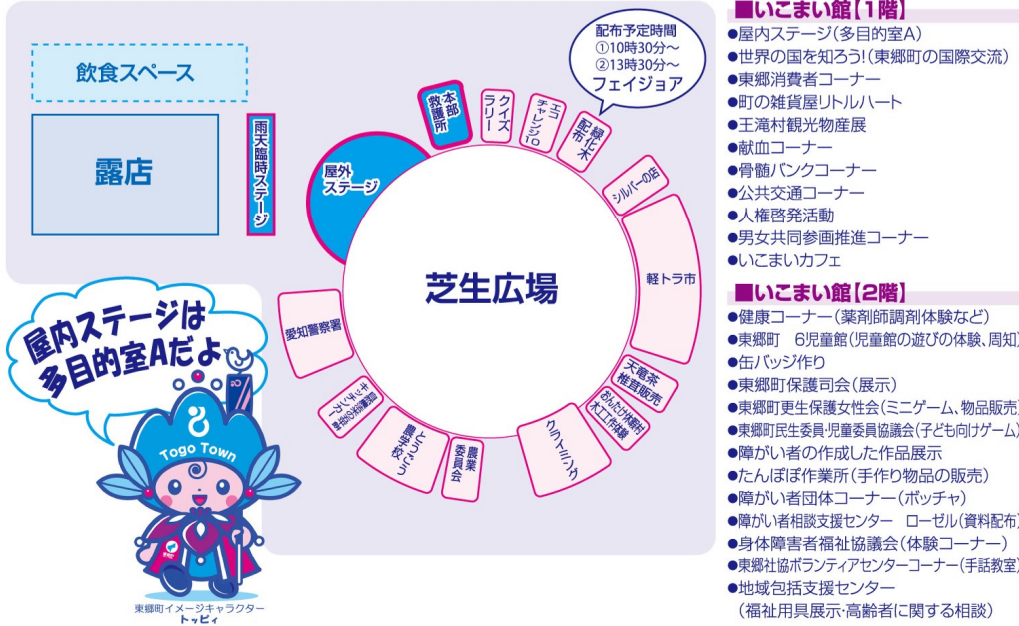 飲食スペース
露店
雨天臨時ステージ
屋外
ステージ
本部
救護所
クイズ
ラリー
エコ
チャレンジ10
緑化木
配布
配布予定時間
①10時30分～
②13時30分～
フェイジョア
シルバーの店
軽トラ市
天竜茶
椎茸販売
おんたけ休暇村
木工作体験
クライミング
農業
委員会
とうごう
農学校
キッチンカー
愛知警察署
芝生広場
屋内ステージは
多目的室Aだよ
Togo Town
東郷町イメージキャラクター
トッピィ
■いこまい館【1階】
●屋内ステージ（多目的室A）
●世界の国を知ろう!（東郷町の国際交流）
●東郷消費者コーナー
●町の雑貨屋リトルハート
●王滝村観光物産展
●献血コーナー
●骨髄バンクコーナー
●公共交通コーナー
●人権啓発活動
●男女共同参画推進コーナー
●いこまいカフェ
■いこまい館【2階】
●健康コーナー（薬剤師調剤体験など）
●東郷町　6児童館（児童館の遊びの体験、周知）
●缶バッジ作り
●東郷町保護司会（展示）
●東郷町更生保護女性会（ミニゲーム、物品販売）
●東郷町民生委員・児童委員協議会（子ども向けゲーム）
●障がい者の作成した作品展示
●たんぽぽ作業所（手作り物品の販売）
●障がい者団体コーナー（ボッチャ）
●障がい者相談支援センター　ローゼル（資料配布）
●身体障害者福祉協議会（体験コーナー）
●東郷社協ボランティアセンターコーナー（手話教室）
●地域包括支援センター
（福祉用具展示・高齢者に関する相談）